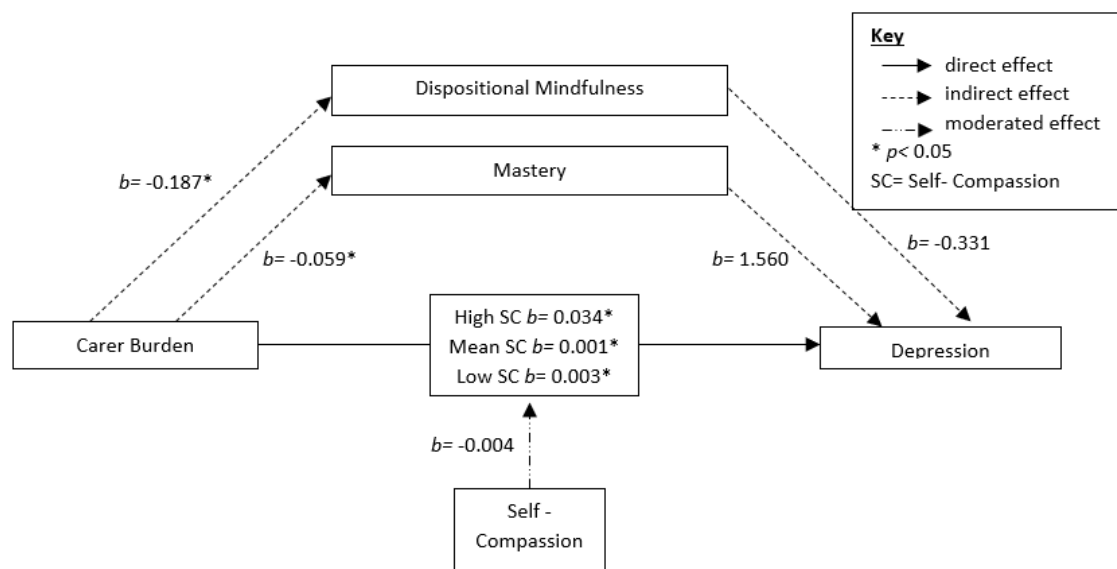 Key
direct effect
indirect effect
moderated effect
* p< 0.05
SC= Self- Compassion
Dispositional Mindfulness
Mastery
b= -0.187*
b= -0.059*
b= -0.331
b= 1.560
Carer Burden
High SC b= 0.034*
Mean SC b= 0.001*
Low SC b= 0.003*
Depression
b= -0.004
Self -
Compassion